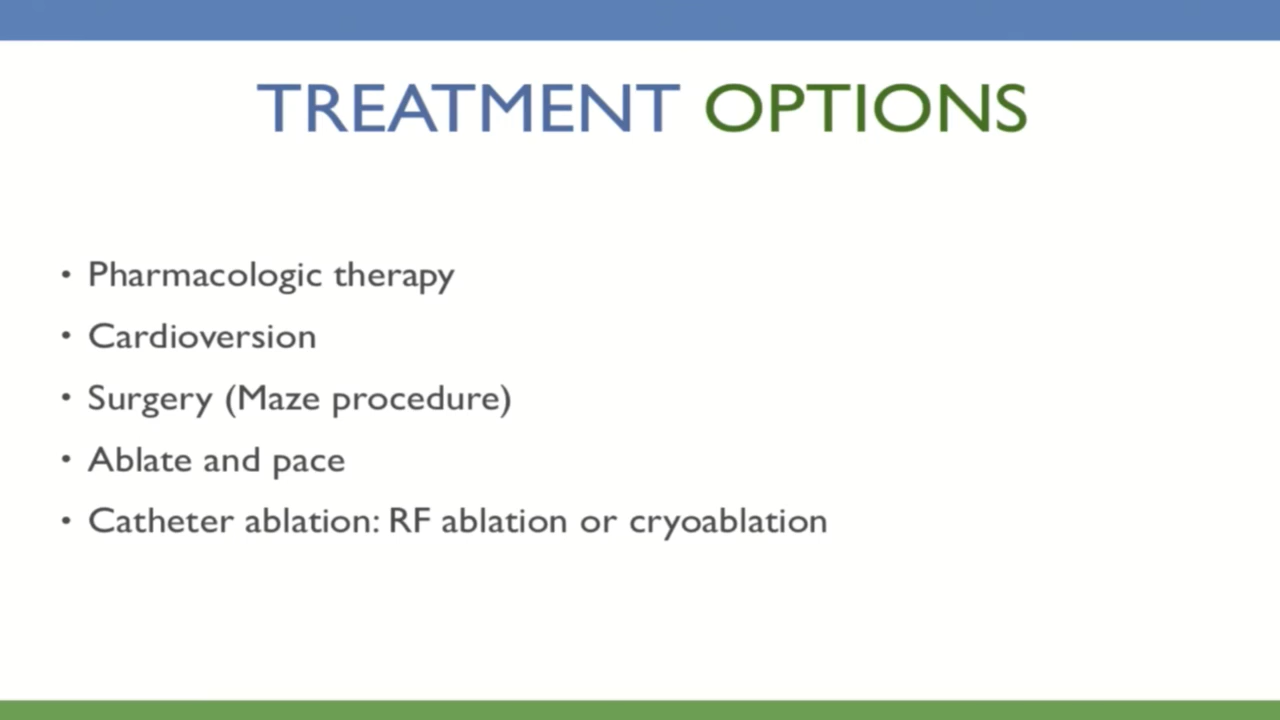 TREATMENT OPTIONS
• Pharmacologic therapy
• Cardioversion
• Surgery (Maze procedure)
• Ablate and pace
• Catheter ablation: RF ablation or cryoablation